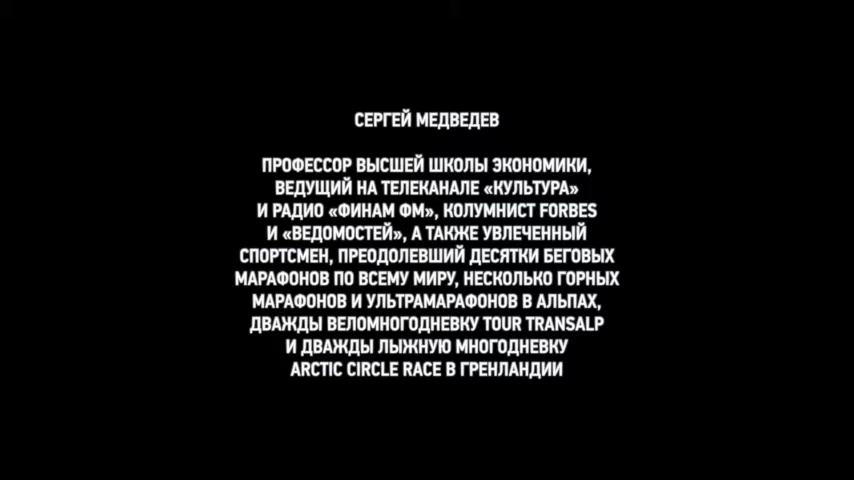 СЕРГЕЙ МЕДВЕДЕВ
ПРОФЕССОР ВЫСШЕЙ ШКОЛЫ ЭКОНОМИКИ,
ВЕДУЩИЙ НА ТЕЛЕКАНАЛЕ «КУЛЬТУРА»
И РАДИО «ФИНАМ ФМ», КОЛУМНИСТ FORBES
И «ВЕДОМОСТЕЙ», А ТАКЖЕ УВЛЕЧЕННЫЙ
СПОРТСМЕН, ПРЕОДОЛЕВШИЙ ДЕСЯТКИ БЕГОВЫХ
МАРАФОНОВ ПО ВСЕМУ МИРУ, НЕСКОЛЬКО ГОРНЫХ
МАРАФОНОВ И УЛЬТРАМАРАФОНОВ В АЛЬПАХ,
ДВАЖДЫ ВЕЛОМНОГОДНЕВКУ TOUR TRANSALP
И ДВАЖДЫ ЛЫЖНУЮ МНОГОДНЕВКУ
ARCTIC CIRCLE RACE В ГРЕНЛАНДИИ